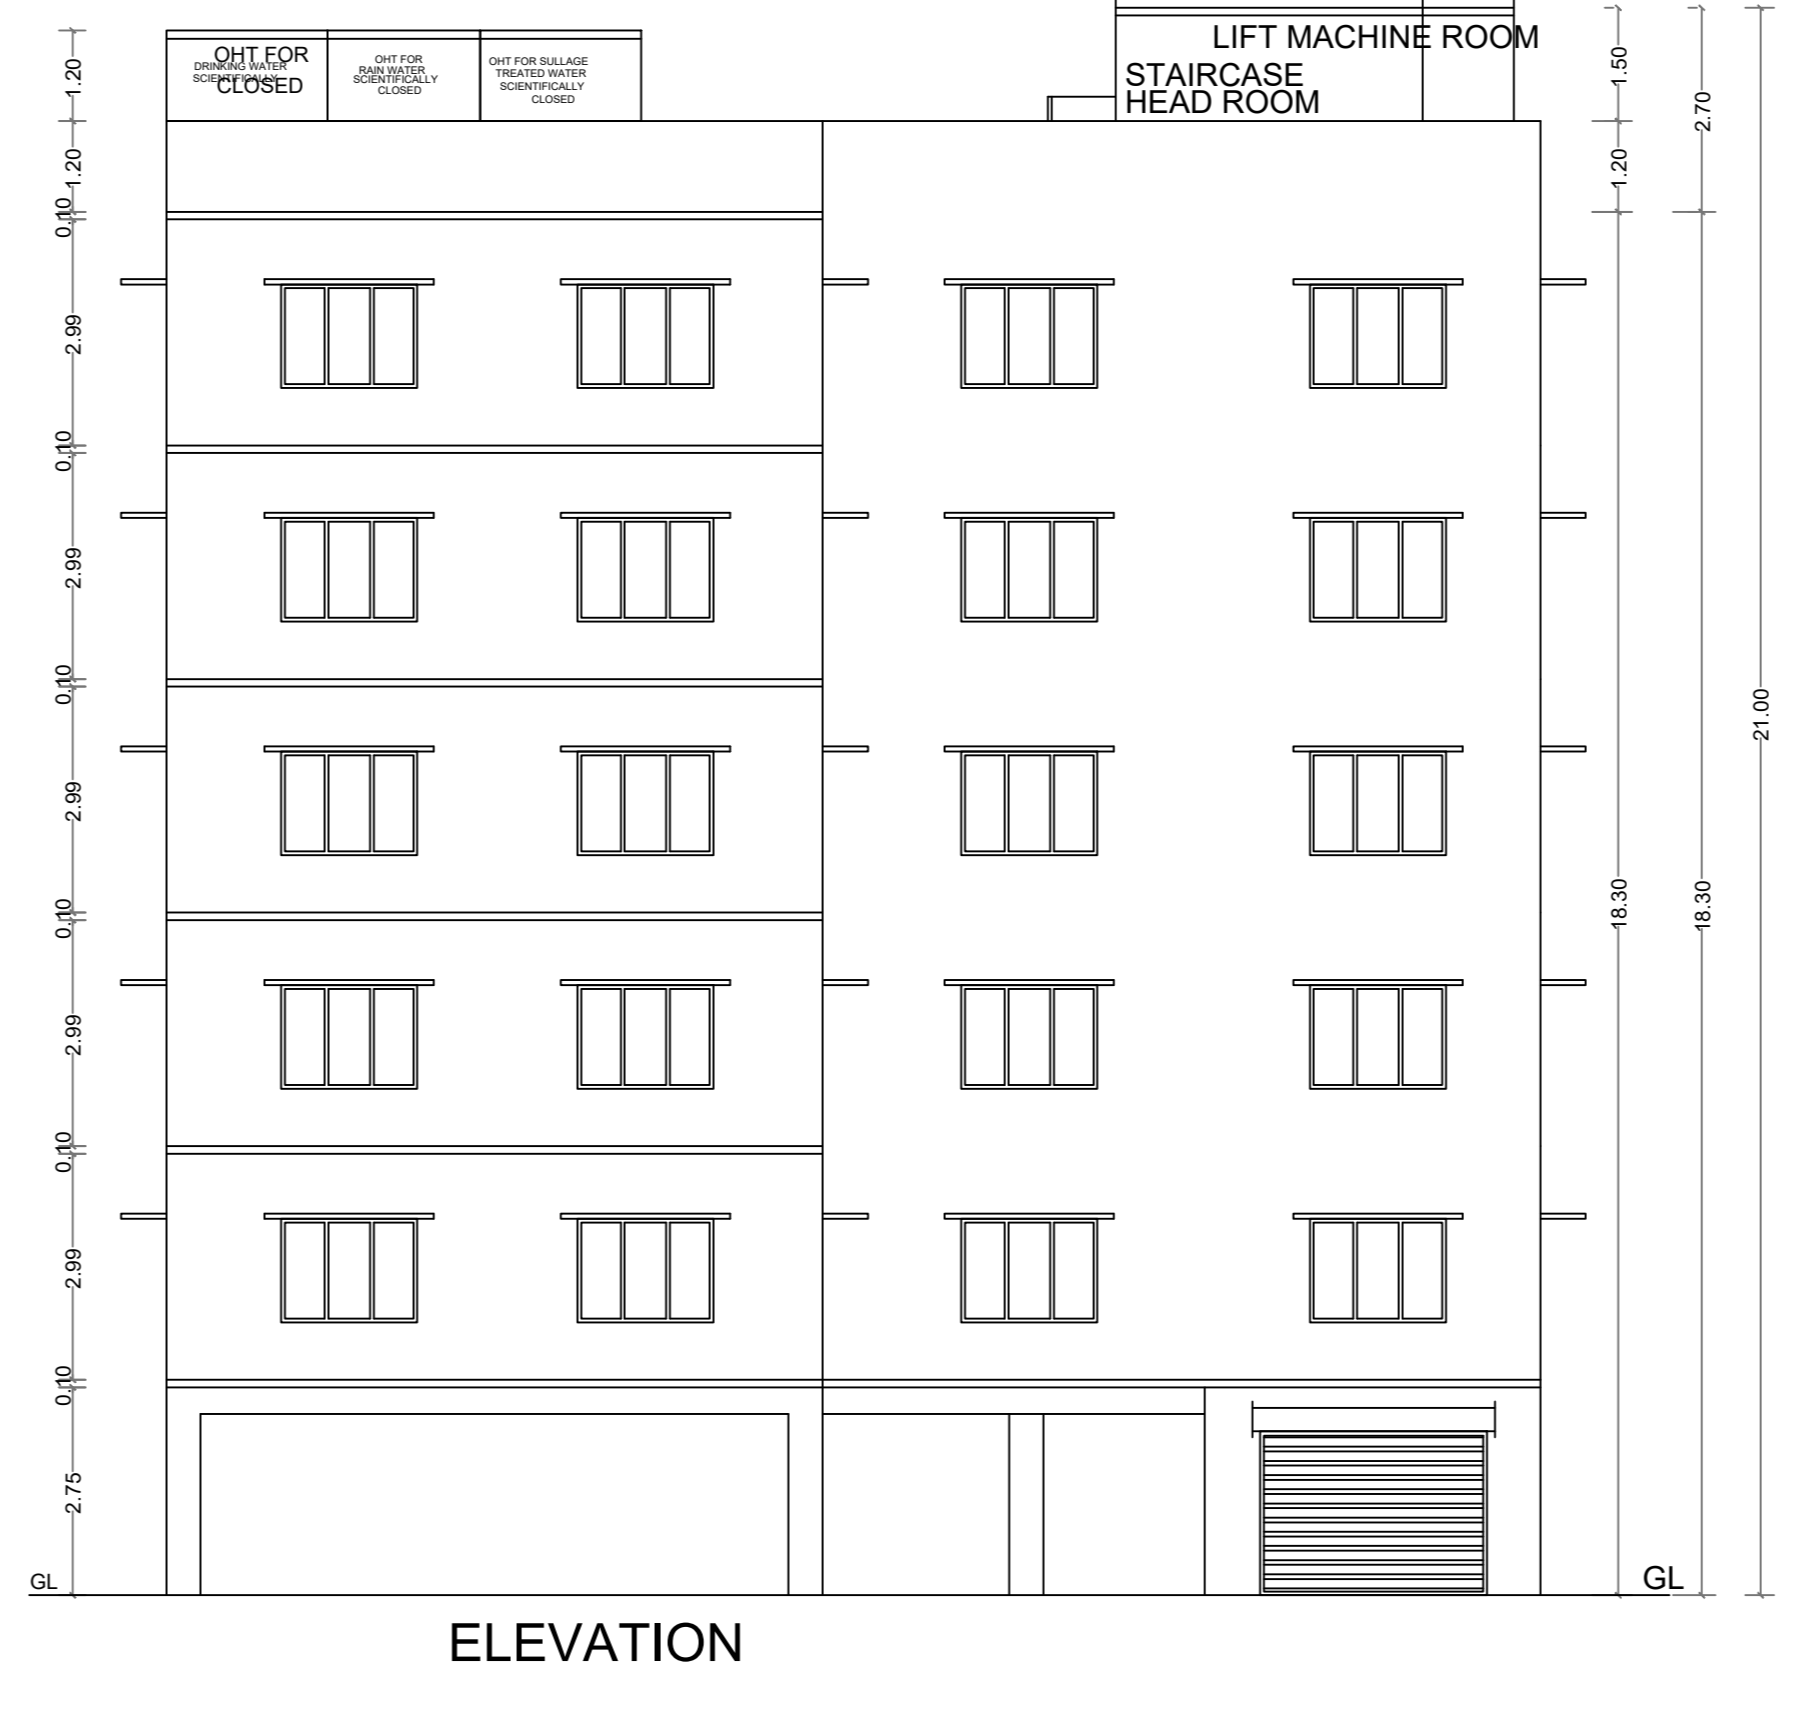 OHT FOR
DRINKING WATER
SCIENTIFICALLY
CLOSED
OHT FOR
RAIN WATER
SCIENTIFICALLY
CLOSED
OHT FOR SULLAGE
TREATED WATER
SCIENTIFICALLY
CLOSED
LIFT MACHINE ROOM
STAIRCASE
HEAD ROOM
1.20
1.20
0.10
2.99
0.10
2.99
0.10
2.99
0.10
2.99
0.10
2.99
0.10
2.75
1.50
1.20
18.30
2.70
18.30
21.00
GL
GL
ELEVATION